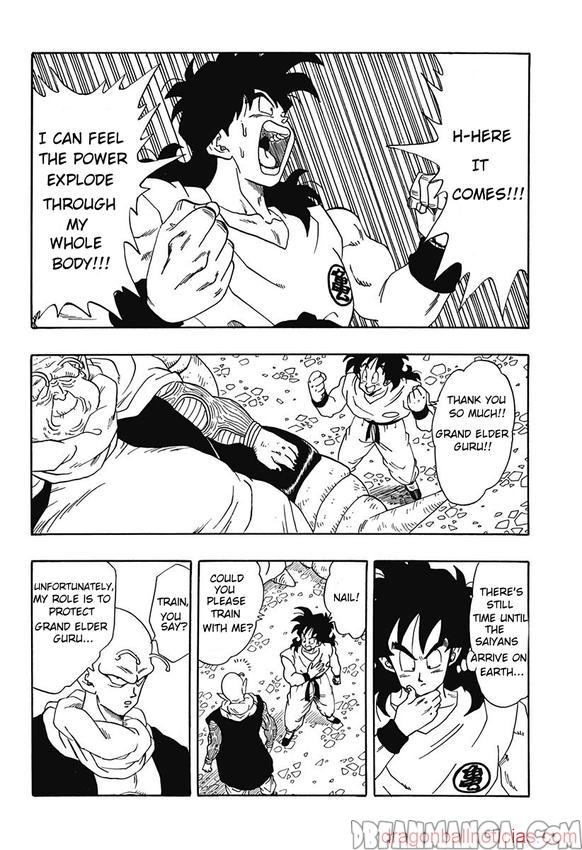 H-HERE
IT
COMES!!!
I CAN FEEL
THE POWER
EXPLODE
THROUGH
MY
WHOLE
BODY!!!
亀
THANK YOU
SO MUCH!!
GRAND ELDER
GURU!!
THERE'S
STILL
TIME UNTIL
THE
SAIYANS
ARRIVE ON
EARTH...
亀
NAIL!
COULD
YOU
PLEASE
TRAIN
WITH ME?
TRAIN,
YOU
SAY?
UNFORTUNATELY,
MY ROLE IS TO
PROTECT
GRAND ELDER
GURU...
dragonballnoticias.com